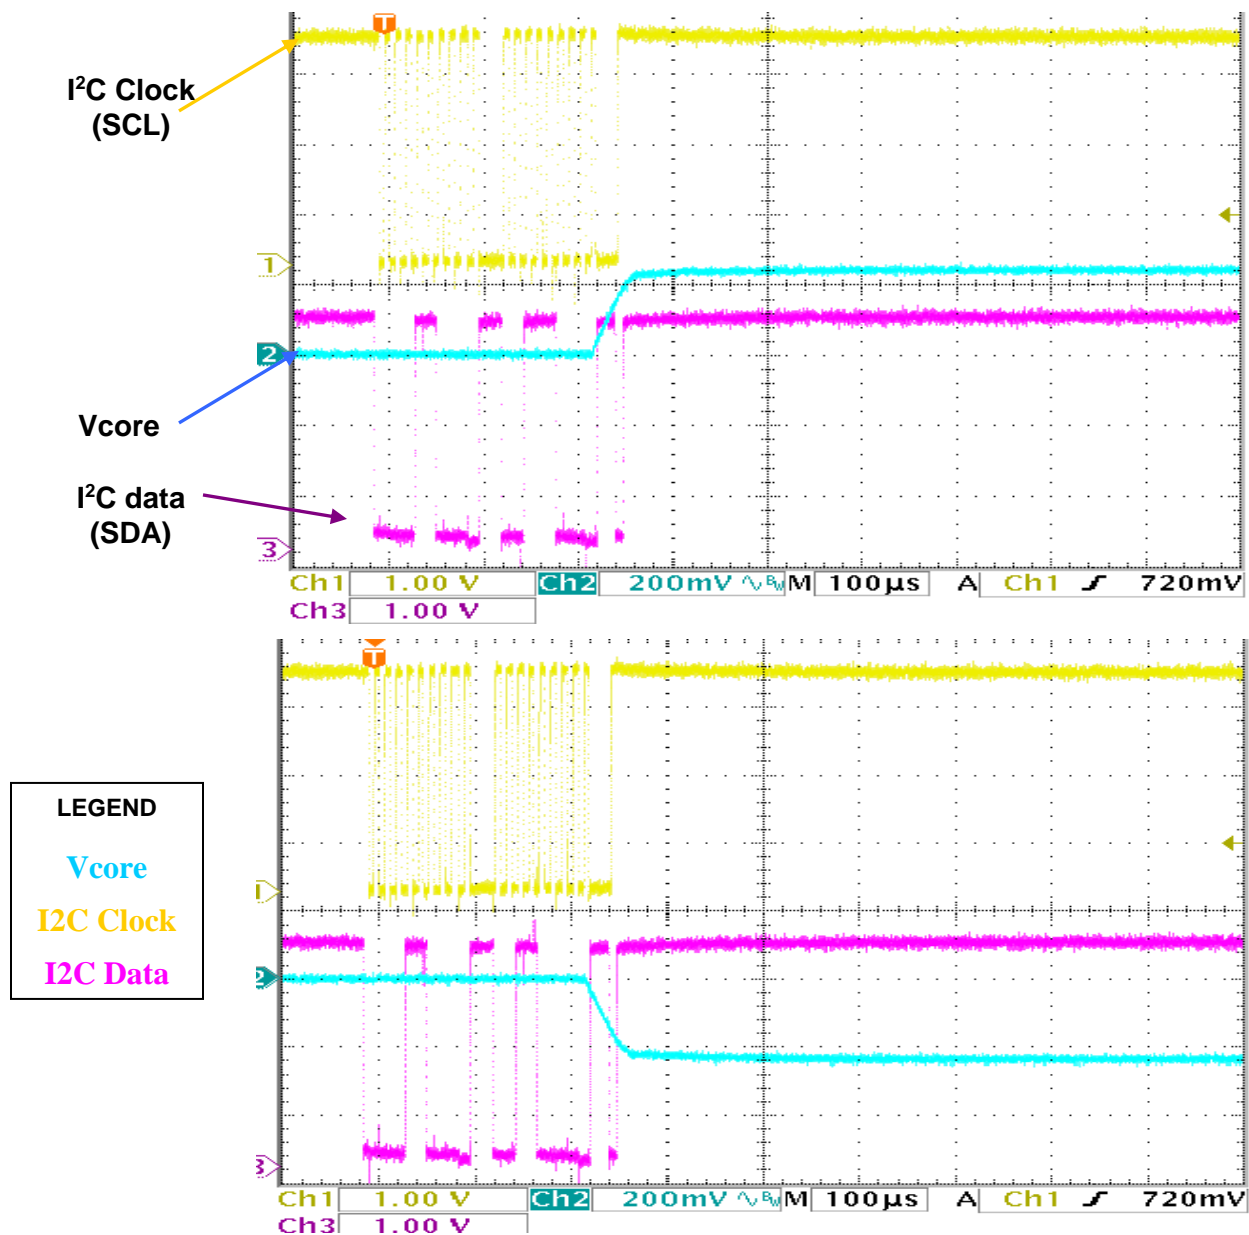 T
I²C Clock
(SCL)
1
2
Vcore
I²C data
(SDA)
3
Ch1 1.00 V Ch2 200mV ∿ BW M 100µs A Ch1 720mV
Ch3 1.00 V
T
LEGEND
Vcore
I2C Clock
I2C Data
1
2
3
Ch1 1.00 V Ch2 200mV ∿ BW M 100µs A Ch1 720mV
Ch3 1.00 V